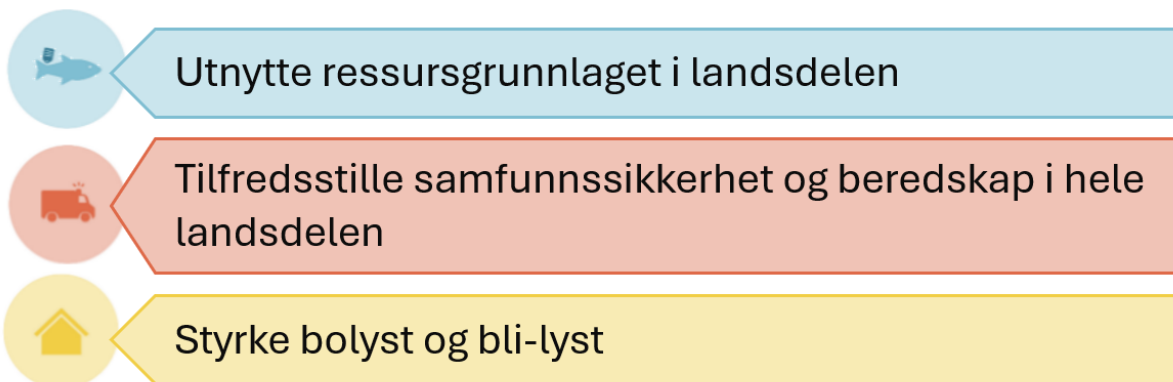 Utnytte ressursgrunnlaget i landsdelen
Tilfredsstille samfunnssikkerhet og beredskap i hele
landsdelen
Styrke bolyst og bli-lyst